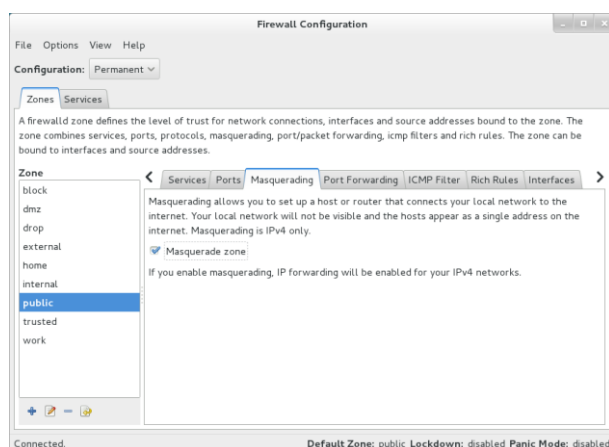 Firewall Configuration
File Options View Help
Configuration: Permanent
Zones Services
A firewalld zone defines the level of trust for network connections, interfaces and source addresses bound to the zone. The
zone combines services, ports, protocols, masquerading, port/packet forwarding, icmp filters and rich rules. The zone can be
bound to interfaces and source addresses.
Zone
block
dmz
drop
external
home
internal
public
trusted
work
Services Ports Masquerading Port Forwarding ICMP Filter Rich Rules Interfaces
Masquerading allows you to set up a host or router that connects your local network to the
internet. Your local network will not be visible and the hosts appear as a single address on the
internet. Masquerading is IPv4 only.
Masquerade zone
If you enable masquerading, IP forwarding will be enabled for your IPv4 networks.
Connected. Default Zone: public Lockdown: disabled Panic Mode: disabled